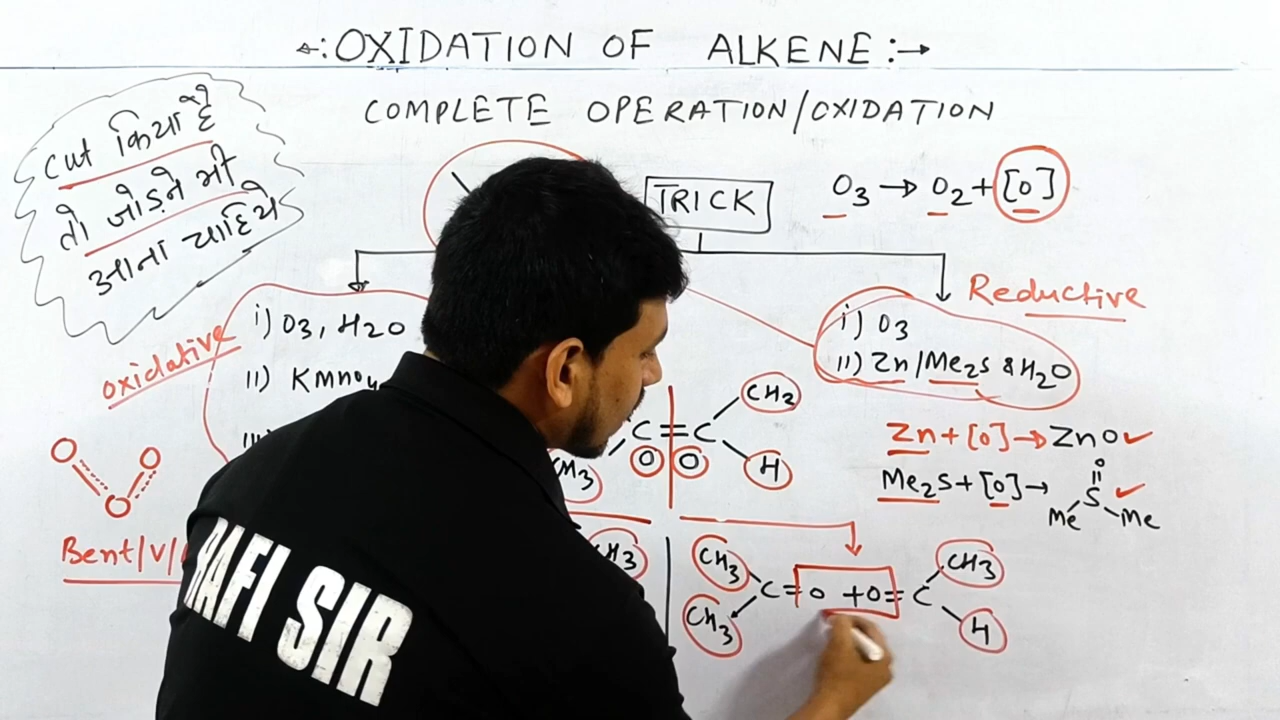 ←: OXIDATION OF ALKENE :→
COMPLETE OPERATION/OXIDATION
cut किया है
तो जोड़ने भी
आना चाहिये
TRICK
O3 → O2 + [O]
oxidative
i) O3, H2O
ii) KMnO4
Reductive
i) O3
ii) Zn/Me2S & H2O
CH2
C=C
O O
H
CH3
Zn + [O] → ZnO ✓
Me2S + [O] →
O
S ✓
Me Me
Bent/V/
CH3
CH3
C=O + O=C
CH3
CH3
H
RAFI SIR